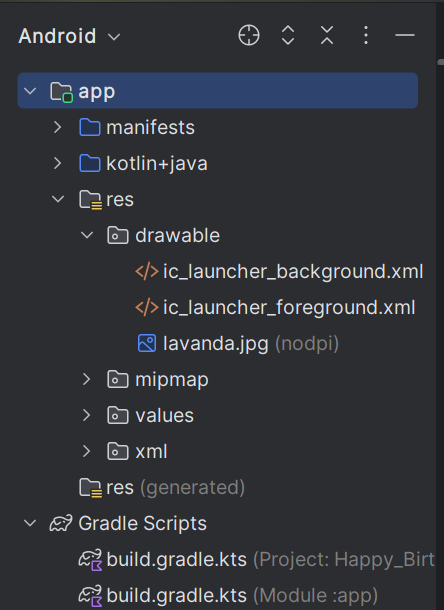 Android
app
manifests
kotlin+java
res
drawable
ic_launcher_background.xml
ic_launcher_foreground.xml
lavanda.jpg (nodpi)
mipmap
values
xml
res (generated)
Gradle Scripts
build.gradle.kts (Project: Happy_Birt
build.gradle.kts (Module :app)